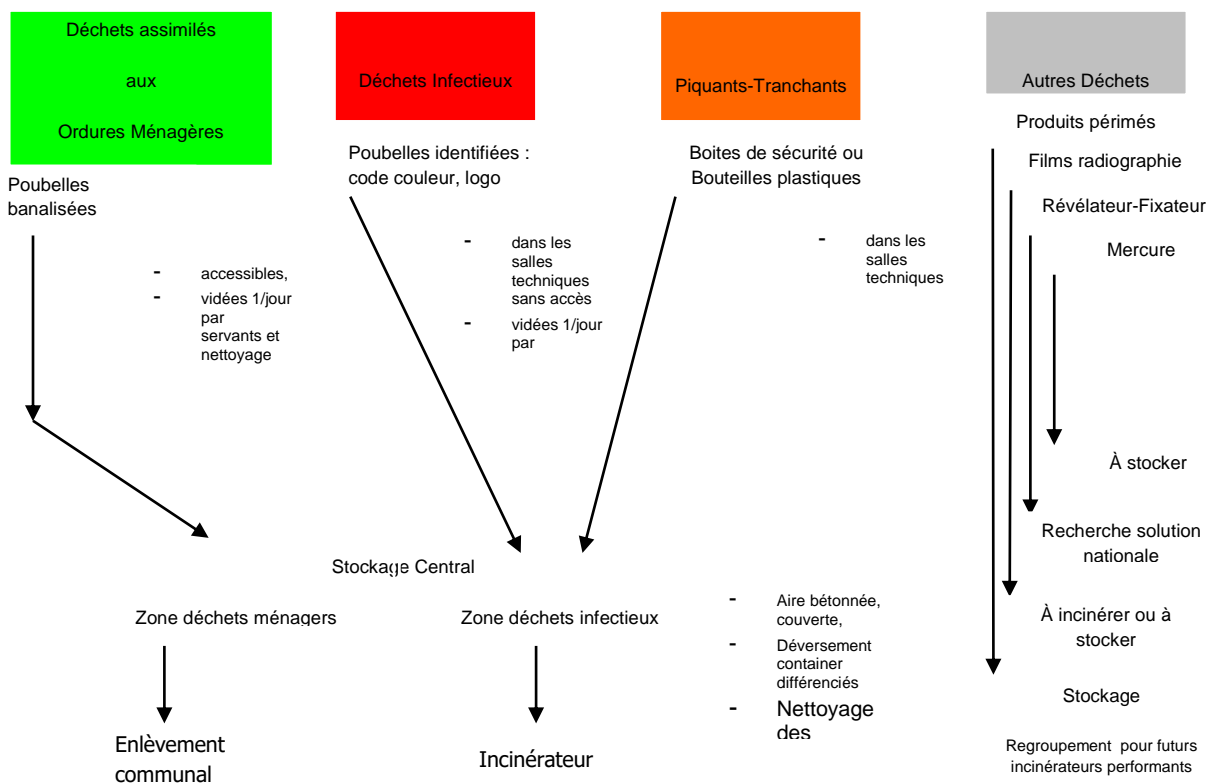 Déchets assimilés
aux
Ordures Ménagères
Déchets Infectieux
Piquants-Tranchants
Autres Déchets
Poubelles
banalisées
Poubelles identifiées :
code couleur, logo
Boites de sécurité ou
Bouteilles plastiques
Produits périmés
Films radiographie
Révélateur-Fixateur
Mercure
- accessibles,
- vidées 1/jour
par
servants et
nettoyage
- dans les
salles
techniques
sans accès
- vidées 1/jour
par
- dans les
salles
techniques
À stocker
Recherche solution
nationale
À incinérer ou à
stocker
Stockage
Regroupement pour futurs
incinérateurs performants
Stockage Central
Zone déchets ménagers
Zone déchets infectieux
- Aire bétonnée,
couverte,
- Déversement
container
différenciés
- Nettoyage
des
Enlèvement
communal
Incinérateur